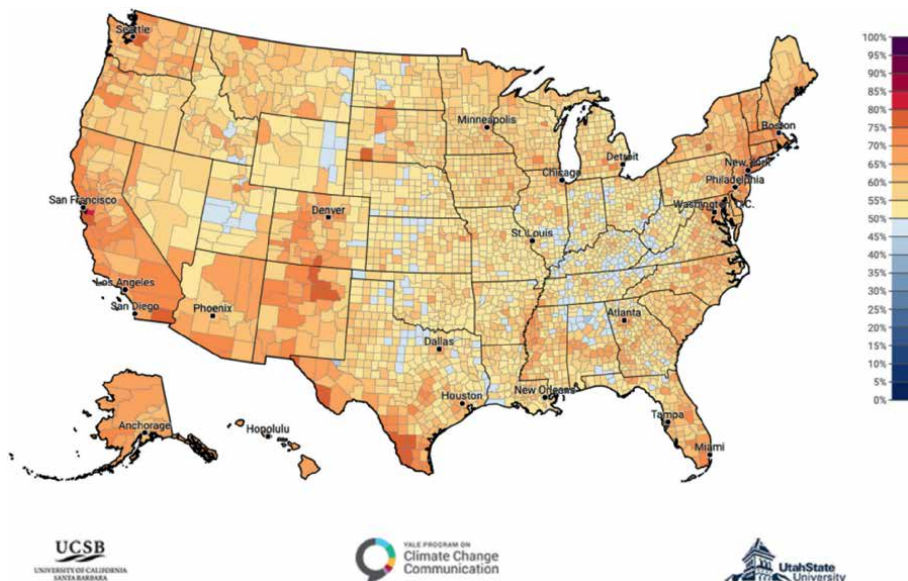 Seattle
Minneapolis
Boston
Detroit
New York
Chicago
Philadelphia
San Francisco
Denver
Washington, D.C.
St. Louis
Los Angeles
San Diego
Phoenix
Atlanta
Dallas
Houston
New Orleans
Anchorage
Honolulu
Tampa
Miami
100%
95%
90%
85%
80%
75%
70%
65%
60%
55%
50%
45%
40%
35%
30%
25%
20%
15%
10%
5%
0%
UCSB
UNIVERSITY OF CALIFORNIA
SANTA BARBARA
YALE PROGRAM ON
Climate Change
Communication
UtahState
University